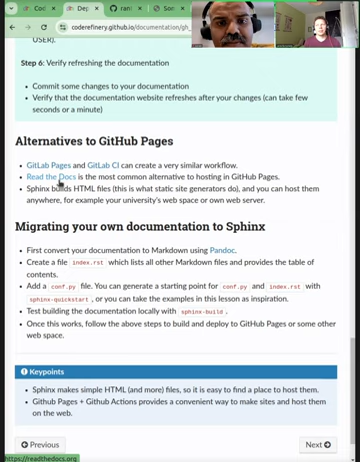 Co
Dep
ran
Son
coderefinery.github.io/documentation/gh_
USER).
Step 6: Verify refreshing the documentation
• Commit some changes to your documentation
• Verify that the documentation website refreshes after your changes (can take few
seconds or a minute)
Alternatives to GitHub Pages
• GitLab Pages and GitLab CI can create a very similar workflow.
• Read the Docs is the most common alternative to hosting in GitHub Pages.
• Sphinx builds HTML files (this is what static site generators do), and you can host them
anywhere, for example your university's web space or own web server.
Migrating your own documentation to Sphinx
• First convert your documentation to Markdown using Pandoc.
• Create a file index.rst which lists all other Markdown files and provides the table of
contents.
• Add a conf.py file. You can generate a starting point for conf.py and index.rst with
sphinx-quickstart, or you can take the examples in this lesson as inspiration.
• Test building the documentation locally with sphinx-build.
• Once this works, follow the above steps to build and deploy to GitHub Pages or some other
web space.
Keypoints
• Sphinx makes simple HTML (and more) files, so it is easy to find a place to host them.
• Github Pages + Github Actions provides a convenient way to make sites and host them
on the web.
Previous
Next
https://readthedocs.org